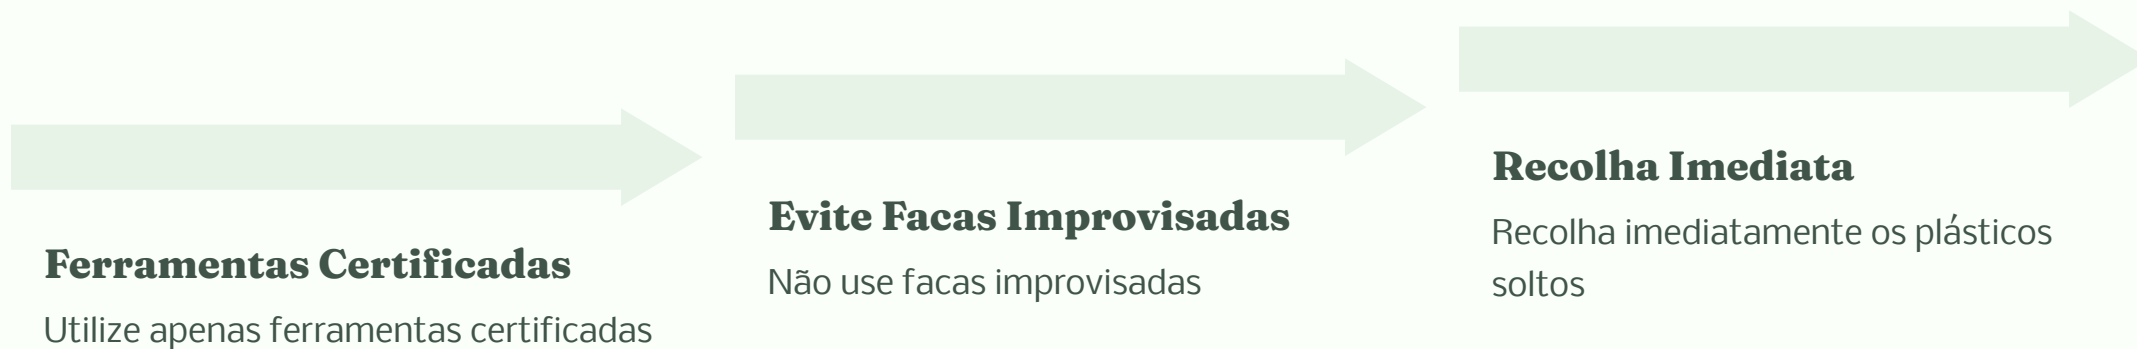 Ferramentas Certificadas
Utilize apenas ferramentas certificadas
Evite Facas Improvisadas
Não use facas improvisadas
Recolha Imediata
Recolha imediatamente os plásticos
soltos